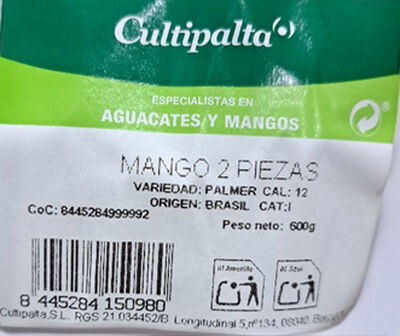 Cultipalta
ESPECIALISTAS EN
AGUACATES Y MANGOS
MANGO 2 PIEZAS
VARIEDAD: PALMER CAL: 12
ORIGEN: BRASIL CAT: I
CoC: 8445284999992
Peso neto: 600g
Al Amarillo Al Azul
8 445284 150980
Cultipalta,S.L. RGS 21.034452/B Longitudinal 5,nº134, 08040,